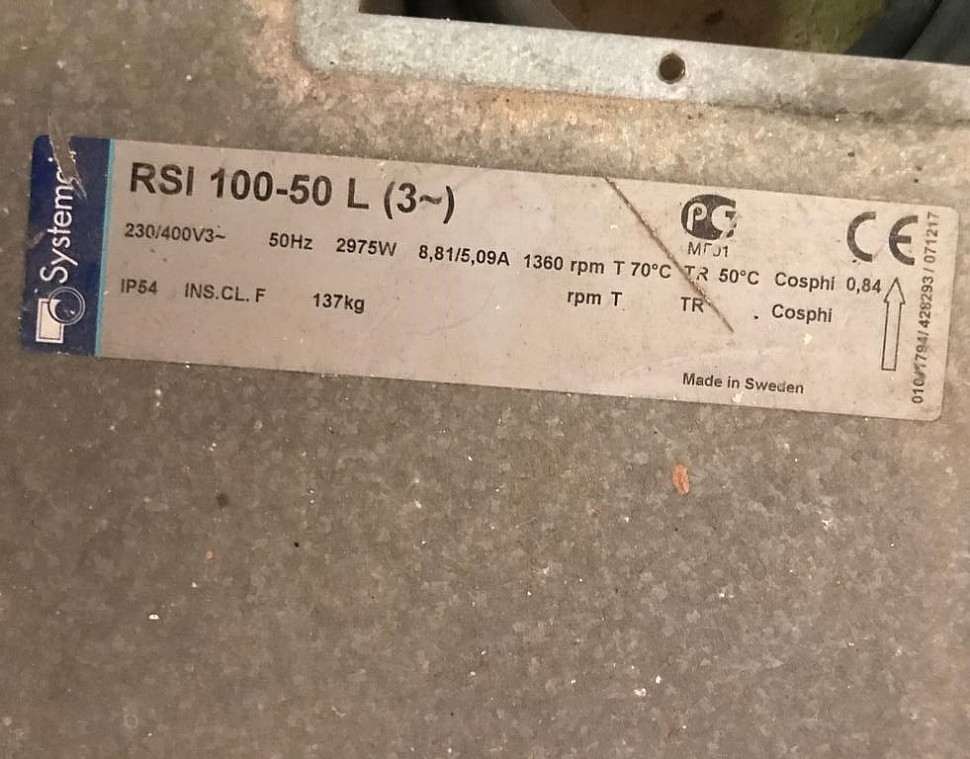 Systemair
RSI 100-50 L (3~)
230/400V3~ 50Hz 2975W 8,81/5,09A 1360 rpm T 70°C TR 50°C Cosphi 0,84
IP54 INS.CL. F 137kg rpm T TR . Cosphi
Made in Sweden
CE
010/1794/428293/071217